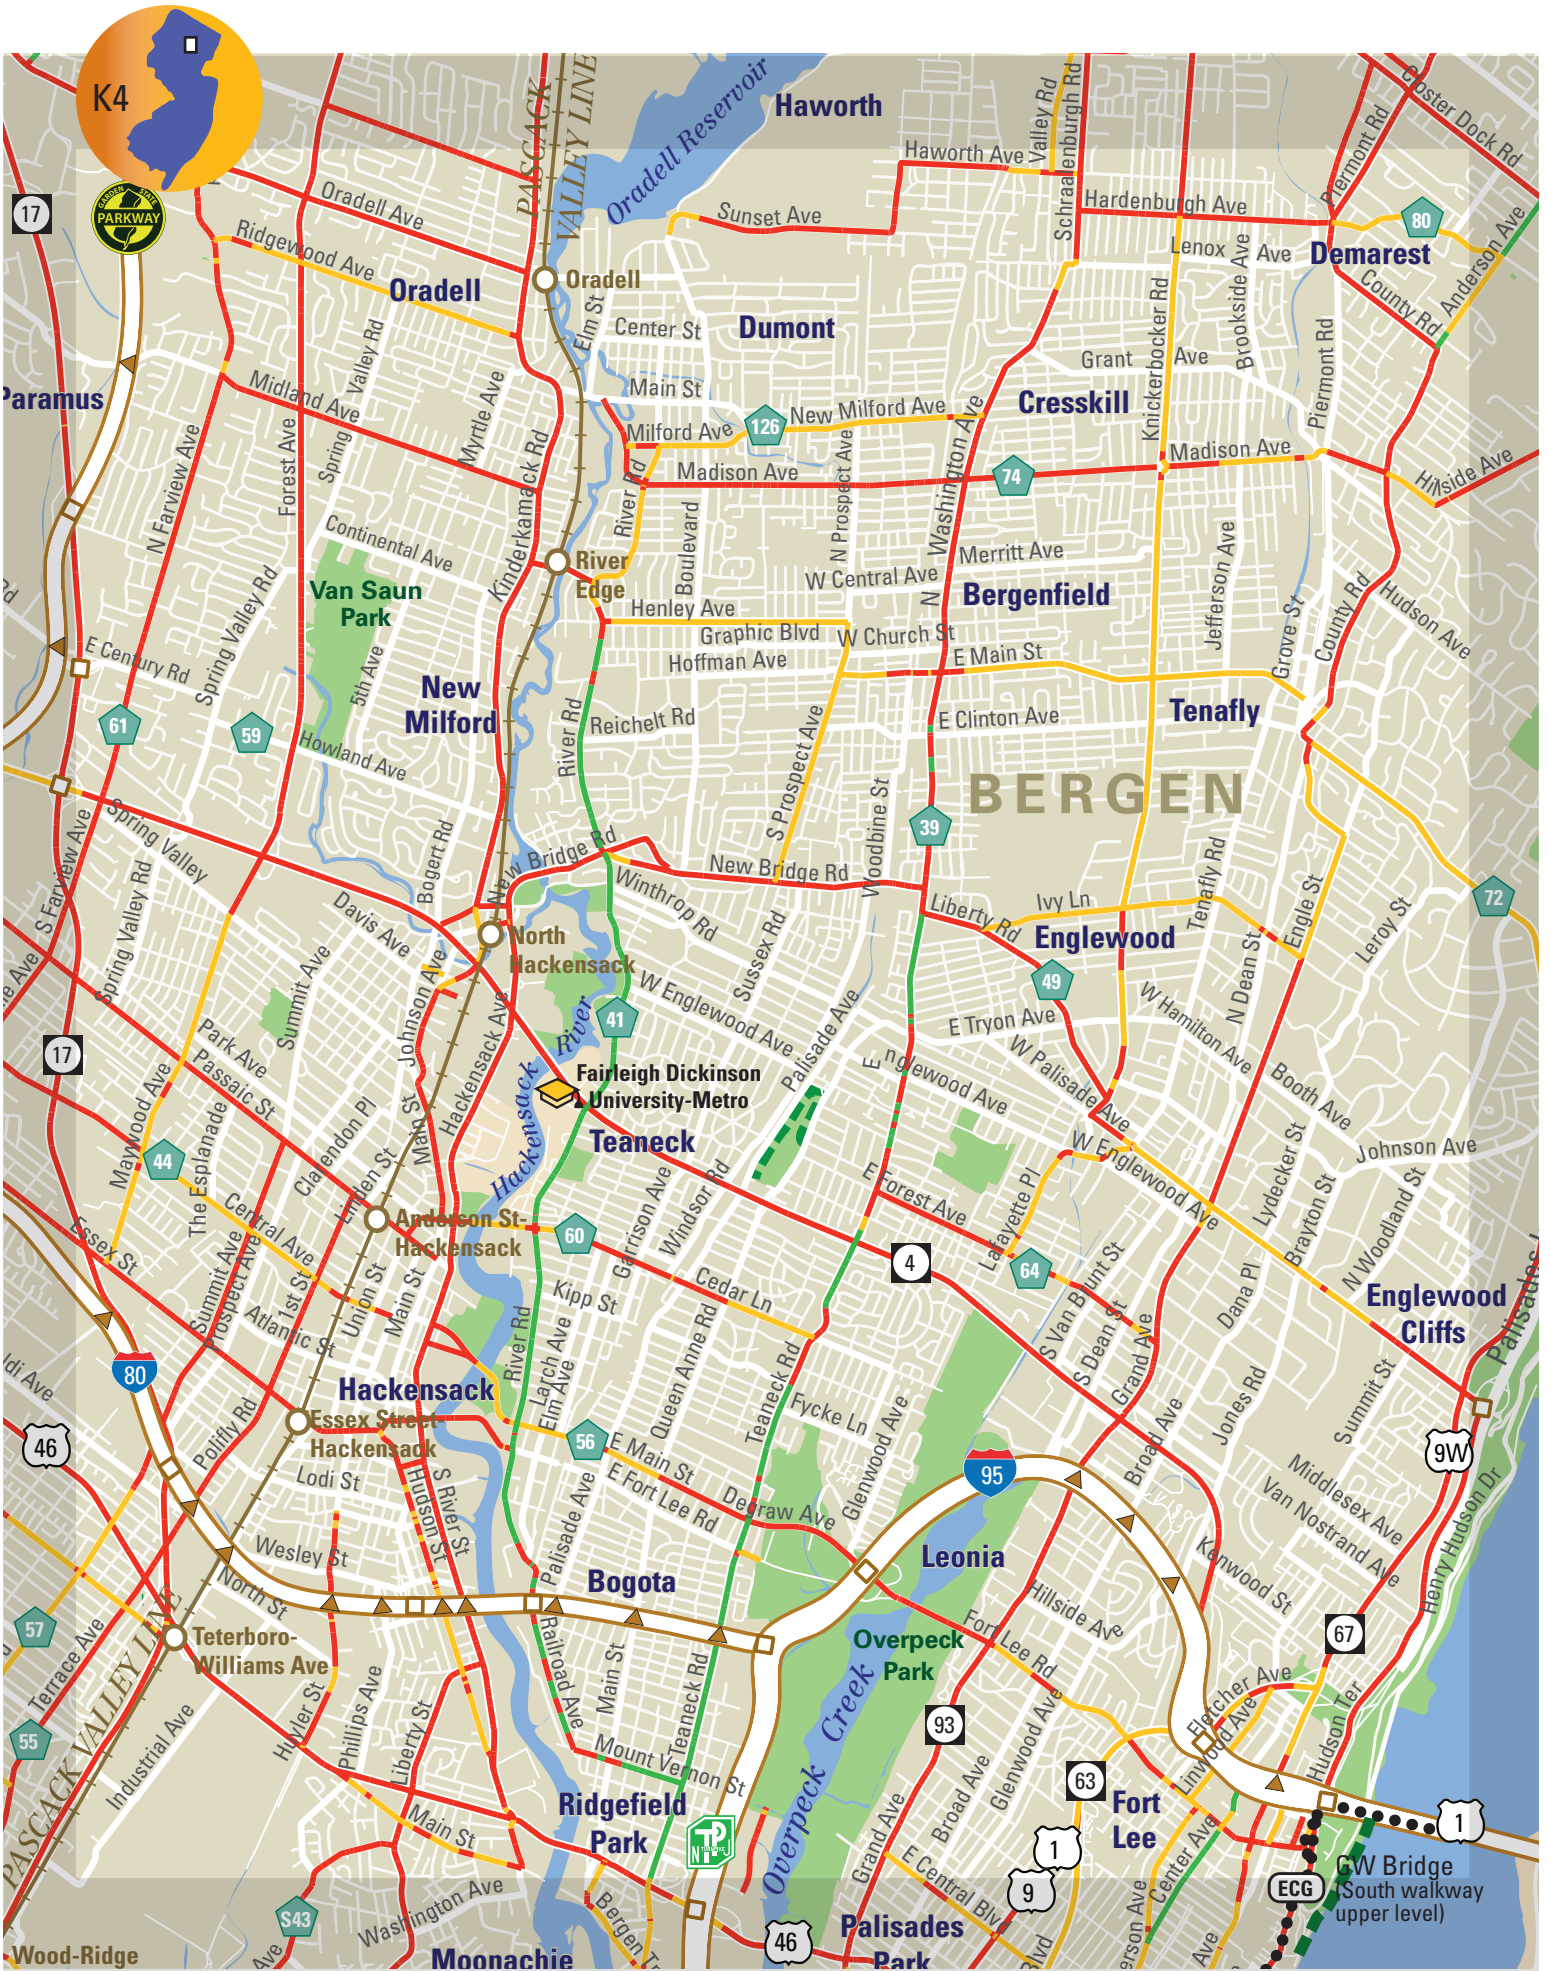 K4
PASCACK
VALLEY LINE
Oradell Reservoir
Haworth
Closter Dock Rd
Piermont Rd
Valley Rd
Schraalenburgh Rd
Haworth Ave
17
GARDEN STATE
PARKWAY
Oradell Ave
Sunset Ave
Hardenburgh Ave
80
Anderson Ave
Ridgewood Ave
Lenox Ave
Demarest
Oradell
Oradell
County Rd
Elm St
Center St
Dumont
Knickerbocker Rd
Brookside Ave
Piermont Rd
Valley Rd
Spring
Grant Ave
Paramus
Midland Ave
Myrtle Ave
Main St
126
New Milford Ave
Cresskill
Milford Ave
N Farview Ave
Forest Ave
Kinderkamack Rd
River Rd
Madison Ave
N Prospect Ave
N Washington Ave
74
Madison Ave
Hillside Ave
Continental Ave
Boulevard
Merritt Ave
Jefferson Ave
River
Edge
W Central Ave
Bergenfield
Van Saun
Park
Henley Ave
Graphic Blvd
W Church St
Hoffman Ave
E Main St
Grove St
County Rd
Hudson Ave
E Century Rd
Spring Valley Rd
5th Ave
New
Milford
Reichelt Rd
E Clinton Ave
Tenafly
61
59
Howland Ave
River Rd
S Prospect Ave
Woodbine St
BERGEN
39
Spring Valley
S Farview Ave
Spring Valley Rd
Bogert Rd
New Bridge Rd
New Bridge Rd
Winthrop Rd
Liberty Rd
Ivy Ln
Tenafly Rd
Engle St
72
Leroy St
Davis Ave
North
Hackensack
Sussex Rd
Englewood
49
Summit Ave
Johnson Ave
Hackensack Ave
W Englewood Ave
N Dean St
W Hamilton Ave
41
E Tryon Ave
17
Park Ave
Passaic St
Palisade Ave
Englewood Ave
E
W Palisade Ave
Booth Ave
Hackensack River
Fairleigh Dickinson
University-Metro
Teaneck
Maywood Ave
44
The Esplanade
Clarendon Pl
Linden St
Main St
W Englewood Ave
Johnson Ave
Lydecker St
Brayton St
N Woodland St
E Forest Ave
Lafayette Pl
Essex St
Central Ave
Anderson St-
Hackensack
60
Garrison Ave
Windsor Rd
4
64
Summit Ave
Prospect Ave
1st St
Atlantic St
Union St
Main St
Kipp St
Cedar Ln
S Van Blunt St
S Dean St
Dana Pl
Englewood
Cliffs
80
River Rd
Larch Ave
Elm Ave
Queen Anne Rd
Teaneck Rd
Grand Ave
Hackensack
Essex Street-
Hackensack
46
Polifly Rd
Fycke Ln
Glenwood Ave
Broad Ave
Jones Rd
Summit St
56
E Main St
E Fort Lee Rd
9W
95
Lodi St
Hudson St
S River St
Palisade Ave
Degraw Ave
Middlesex Ave
Van Nostrand Ave
Henry Hudson Dr
Wesley St
Leonia
Kenwood St
North St
Bogota
Hillside Ave
57
Terrace Ave
PASCACK VALLEY LINE
Teterboro-
Williams Ave
Railroad Ave
Main St
Teaneck Rd
Overpeck
Park
Fort Lee Rd
67
55
Industrial Ave
Huyler St
Phillips Ave
Liberty St
Overpeck Creek
93
Glenwood Ave
Fletcher Ave
Linwood Ave
Hudson Ter
Mount Vernon St
Ridgefield
Park
63
Fort
Lee
1
Main St
Broad Ave
Grand Ave
1
9
E Central Blvd
Center Ave
GW Bridge
(South walkway
upper level)
ECG
S43
Washington Ave
46
Palisades
Park
Bergen
Wood-Ridge
Moonachie